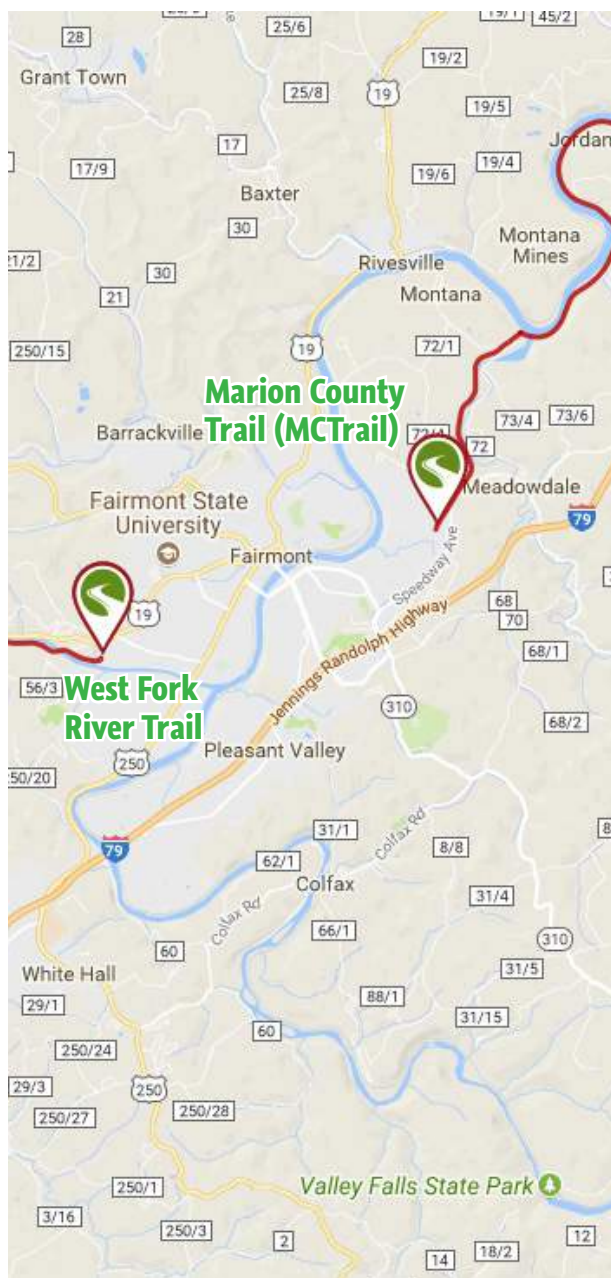 25/6
19/1
45/2
28
Grant Town
19/2
19
25/8
19/5
17
Jordan
17/9
19/4
19/6
Baxter
30
Montana
Mines
Rivesville
30
21
Montana
250/15
19
72/1
Marion County
Trail (MCTrail)
73/4
73/6
Barrackville
72
Meadowdale
Fairmont State
University
79
Fairmont
Speedway Ave
68
19
70
Jennings Randolph Highway
68/1
56/3
West Fork
River Trail
310
68/2
Pleasant Valley
250
50/20
31/1
Colfax Rd
79
62/1
8/8
Colfax
31/4
Colfax Rd
66/1
60
310
White Hall
31/5
29/1
88/1
31/15
60
250/24
29/3
250
250/27
250/28
250/1
Valley Falls State Park
3/16
250/3
2
12
18/2
14